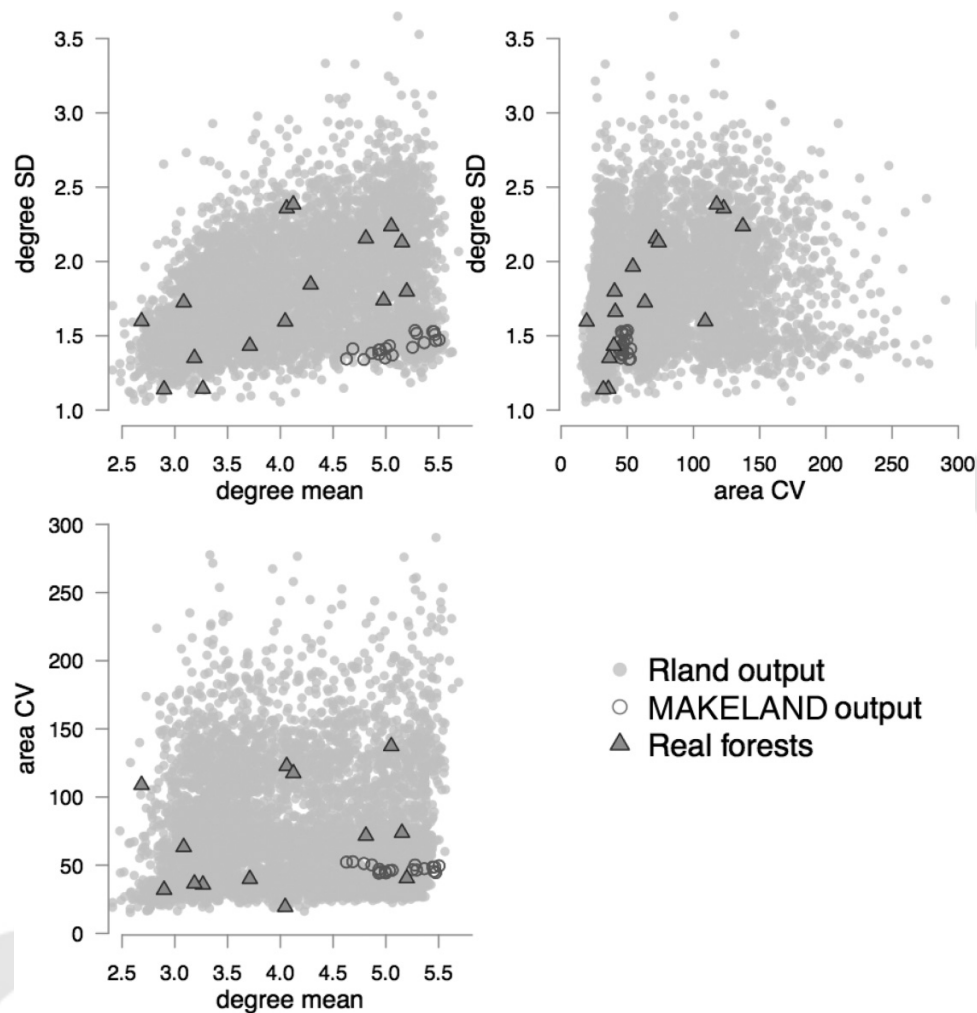 3.5
3.0
2.5
2.0
1.5
1.0
degree SD
2.5 3.0 3.5 4.0 4.5 5.0 5.5
degree mean
3.5
3.0
2.5
2.0
1.5
1.0
degree SD
0 50 100 150 200 250 300
area CV
300
250
200
150
100
50
0
area CV
2.5 3.0 3.5 4.0 4.5 5.0 5.5
degree mean
Rland output
MAKELAND output
Real forests